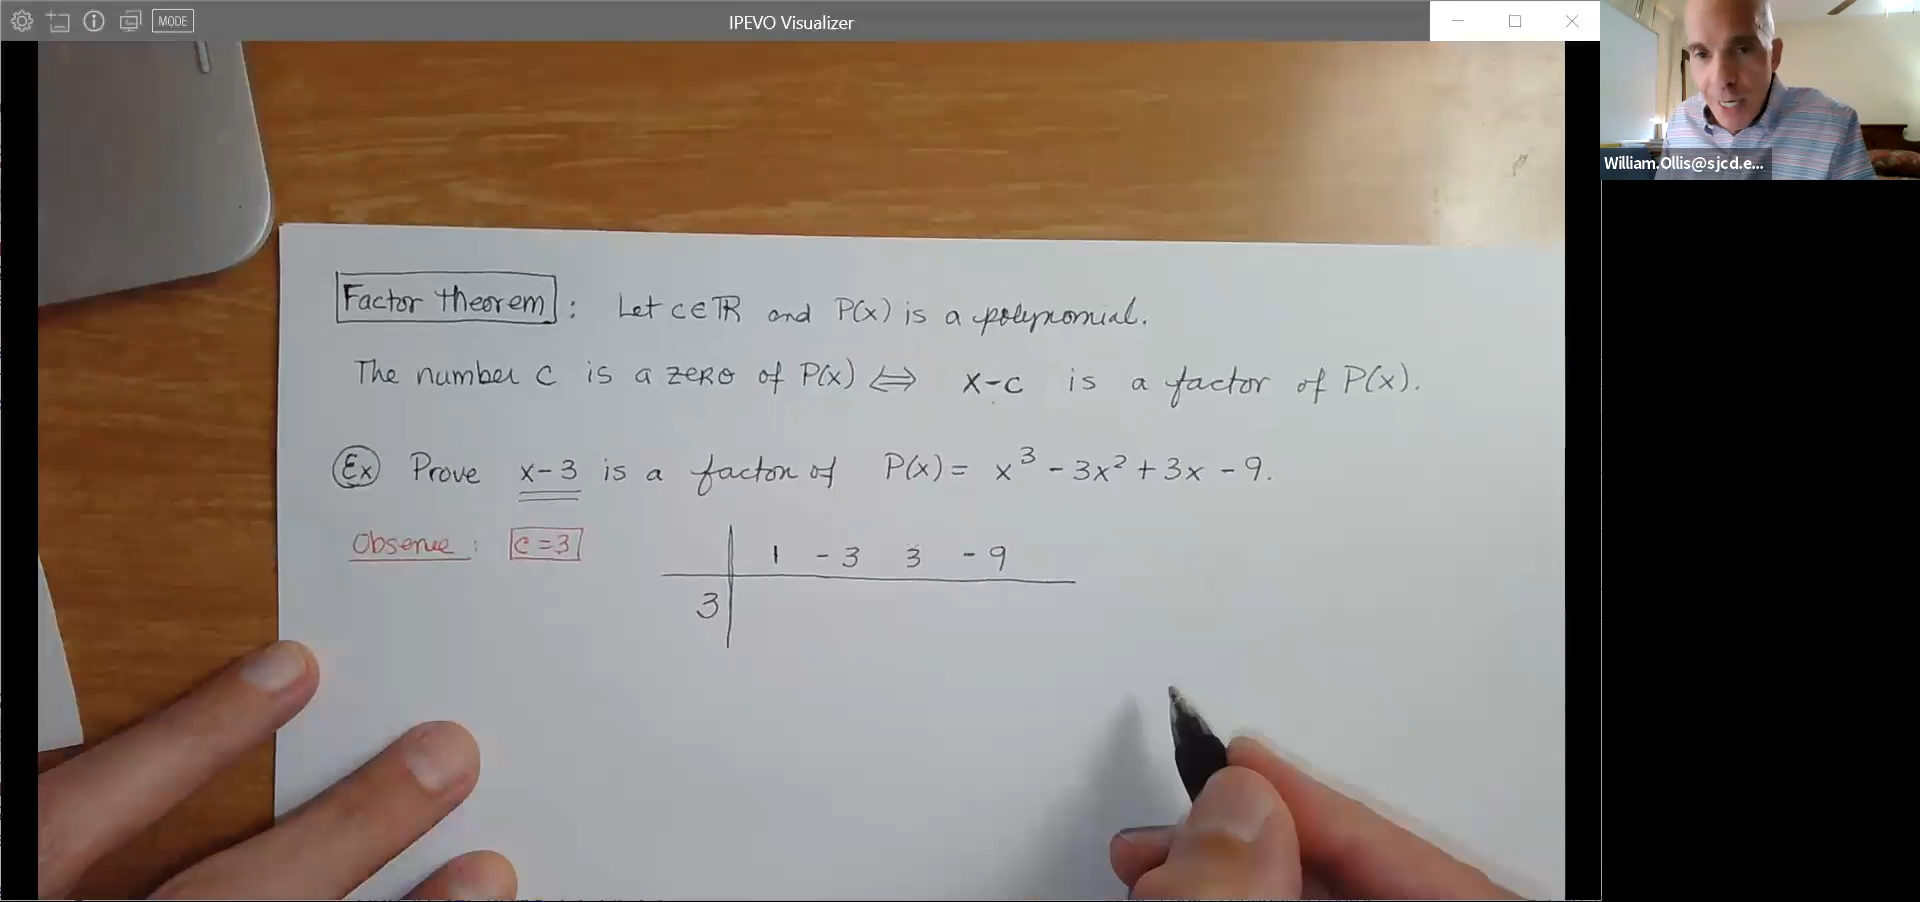 MODE
IPEVO Visualizer
William.Ollis@sjcd.e...
Factor theorem : Let c∈ℝ and P(x) is a polynomial.
The number c is a zero of P(x) ⟺ x-c is a factor of P(x).
Ex Prove x-3 is a factor of P(x) = x³ - 3x² + 3x - 9.
Observe : c=3
1 -3 3 -9
3